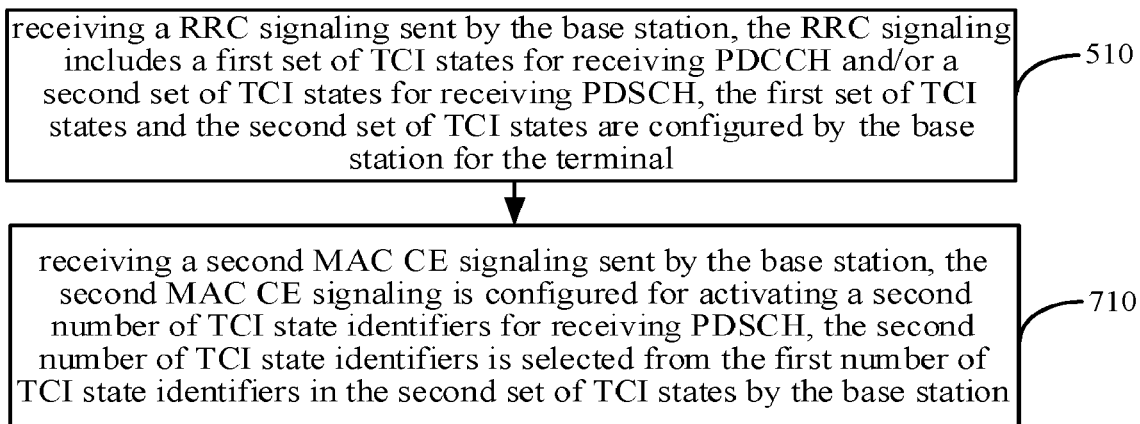 receiving a RRC signaling sent by the base station, the RRC signaling
includes a first set of TCI states for receiving PDCCH and/or a
second set of TCI states for receiving PDSCH, the first set of TCI
states and the second set of TCI states are configured by the base
station for the terminal
510
receiving a second MAC CE signaling sent by the base station, the
second MAC CE signaling is configured for activating a second
number of TCI state identifiers for receiving PDSCH, the second
number of TCI state identifiers is selected from the first number of
TCI state identifiers in the second set of TCI states by the base station
710